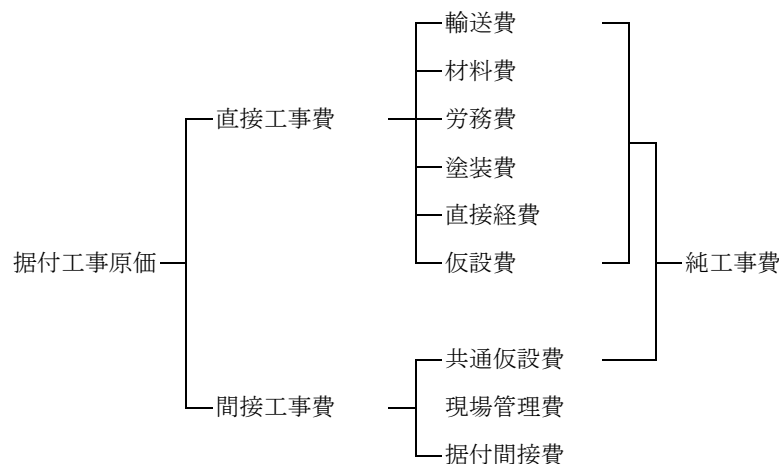 輸送費
材料費
直接工事費
労務費
塗装費
直接経費
据付工事原価
仮設費
純工事費
共通仮設費
間接工事費
現場管理費
据付間接費